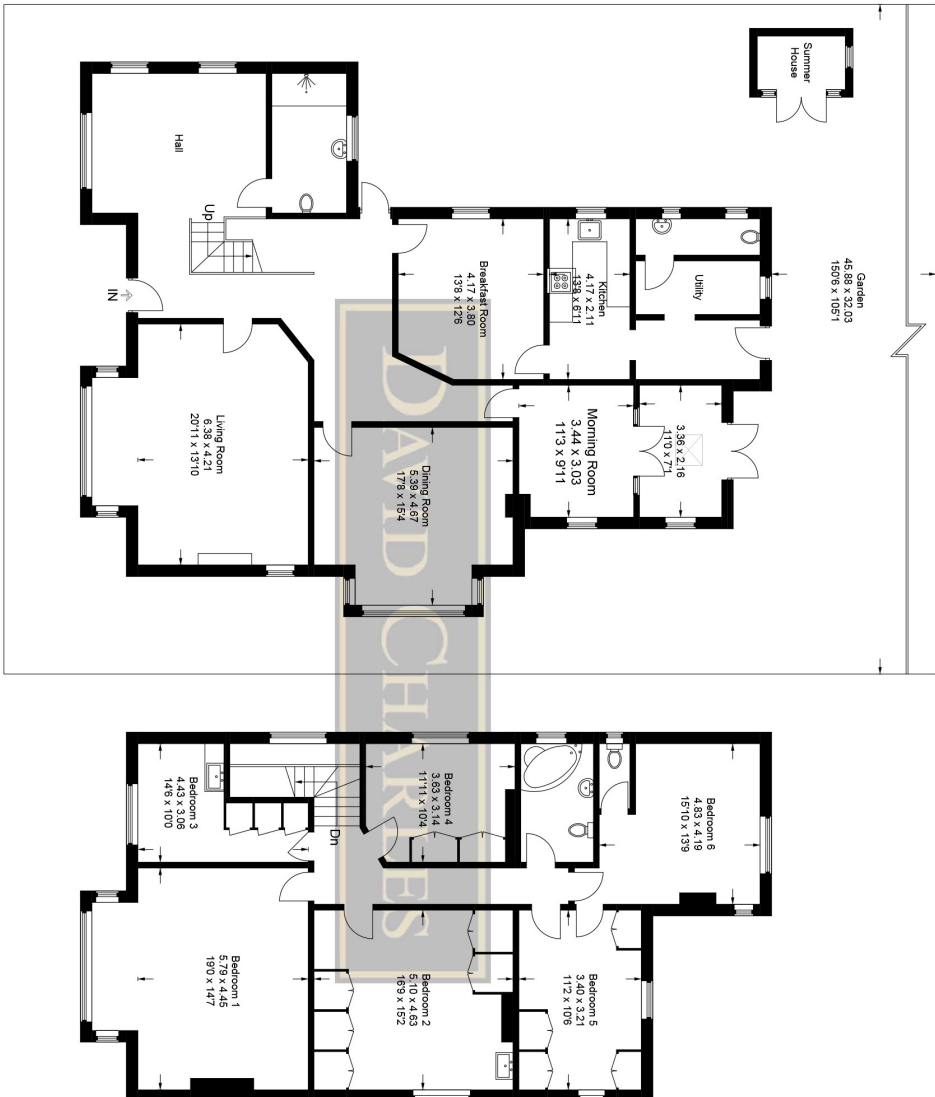 Summer
House
Garden
45.88 x 32.03
150'6 x 105'1
Utility
Kitchen
4.17 x 2.11
13'8 x 6'11
Breakfast Room
4.17 x 3.80
13'8 x 12'6
Hall
Up
IN
3.36 x 2.16
11'0 x 7'1
Morning Room
3.44 x 3.03
11'3 x 9'11
Dining Room
5.39 x 4.67
17'8 x 15'4
Living Room
6.38 x 4.21
20'11 x 13'10
Bedroom 6
4.83 x 4.19
15'10 x 13'9
Bedroom 4
3.63 x 3.14
11'11 x 10'4
Bedroom 3
4.43 x 3.06
14'6 x 10'0
Dn
Bedroom 5
3.40 x 3.21
11'2 x 10'6
Bedroom 2
5.10 x 4.63
16'9 x 15'2
Bedroom 1
5.79 x 4.45
19'0 x 14'7
DAVID CHARLES